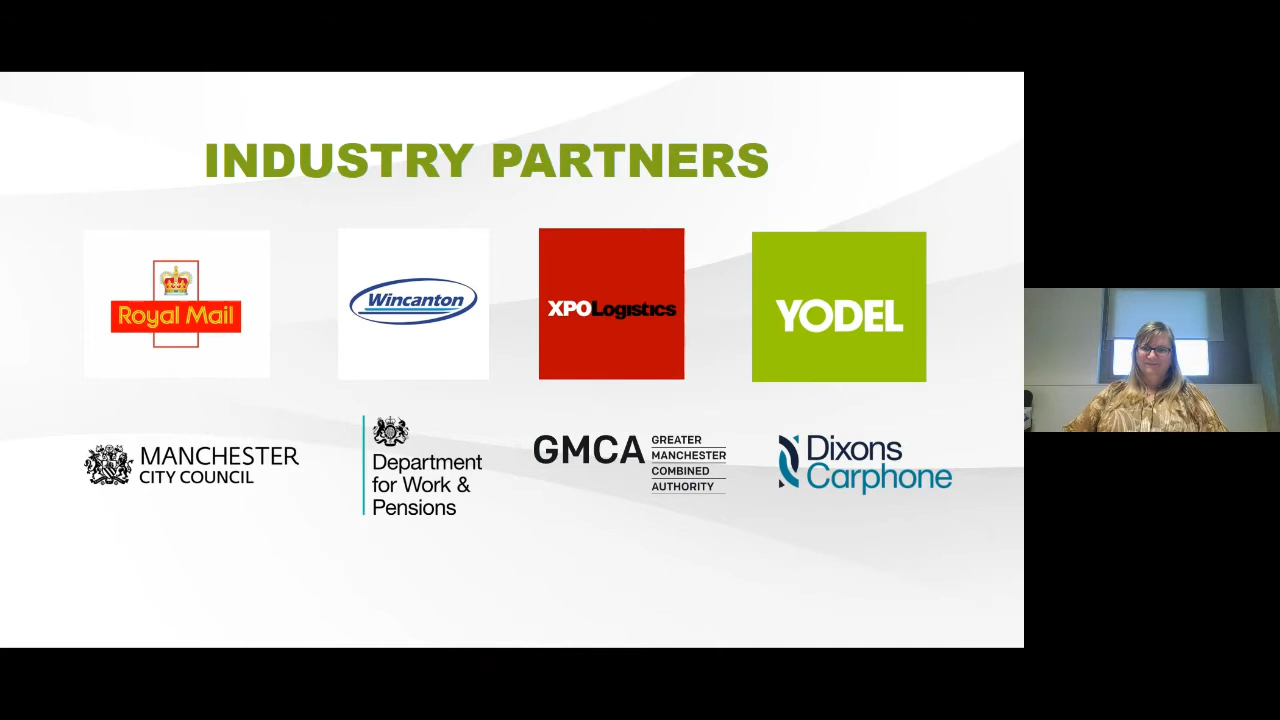 INDUSTRY PARTNERS
Royal Mail
Wincanton
XPOLogistics
YODEL
MANCHESTER
CITY COUNCIL
Department
for Work &
Pensions
GMCA
GREATER
MANCHESTER
COMBINED
AUTHORITY
Dixons
Carphone